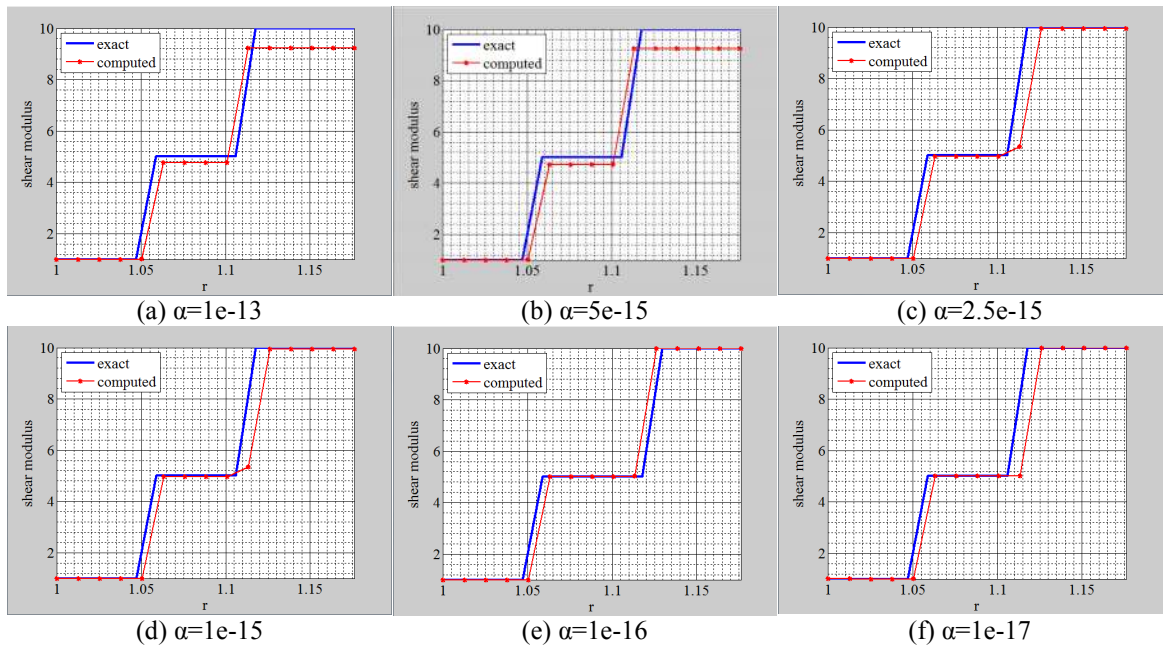 10
exact
computed
8
shear modulus
6
4
2
1
1.05
1.1
1.15
r
(a) α=1e-13
10
exact
computed
8
shear modulus
6
4
2
1
1.05
1.1
1.15
r
(b) α=5e-15
10
exact
computed
8
shear modulus
6
4
2
1
1.05
1.1
1.15
r
(c) α=2.5e-15
10
exact
computed
8
shear modulus
6
4
2
1
1.05
1.1
1.15
r
(d) α=1e-15
10
exact
computed
8
shear modulus
6
4
2
1
1.05
1.1
1.15
r
(e) α=1e-16
10
exact
computed
8
shear modulus
6
4
2
1
1.05
1.1
1.15
r
(f) α=1e-17